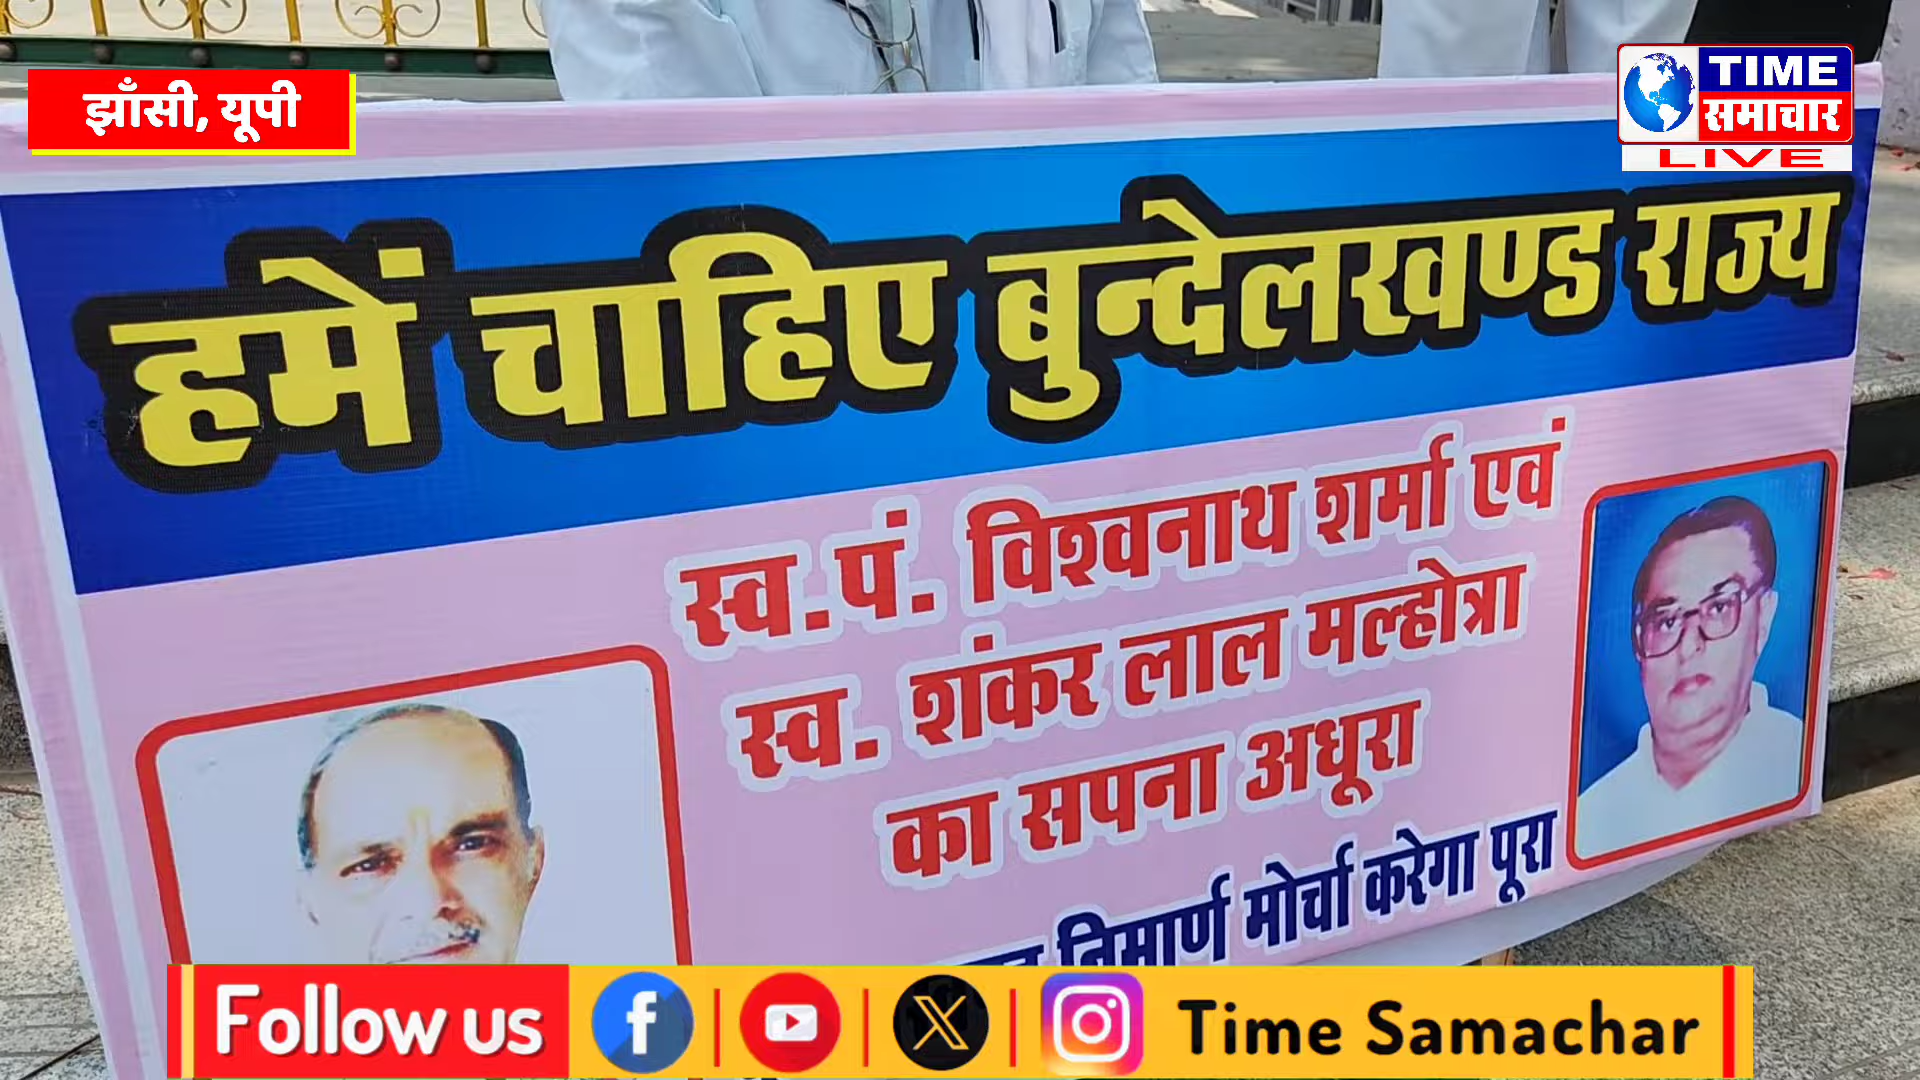 झाँसी, यूपी
TIME
समाचार
LIVE
हमें चाहिए बुन्देलखण्ड राज्य
स्व. पं. विश्वनाथ शर्मा एवं
स्व. शंकर लाल मल्होत्रा
का सपना अधूरा
निर्माण मोर्चा करेगा पूरा
Follow us
Time Samachar